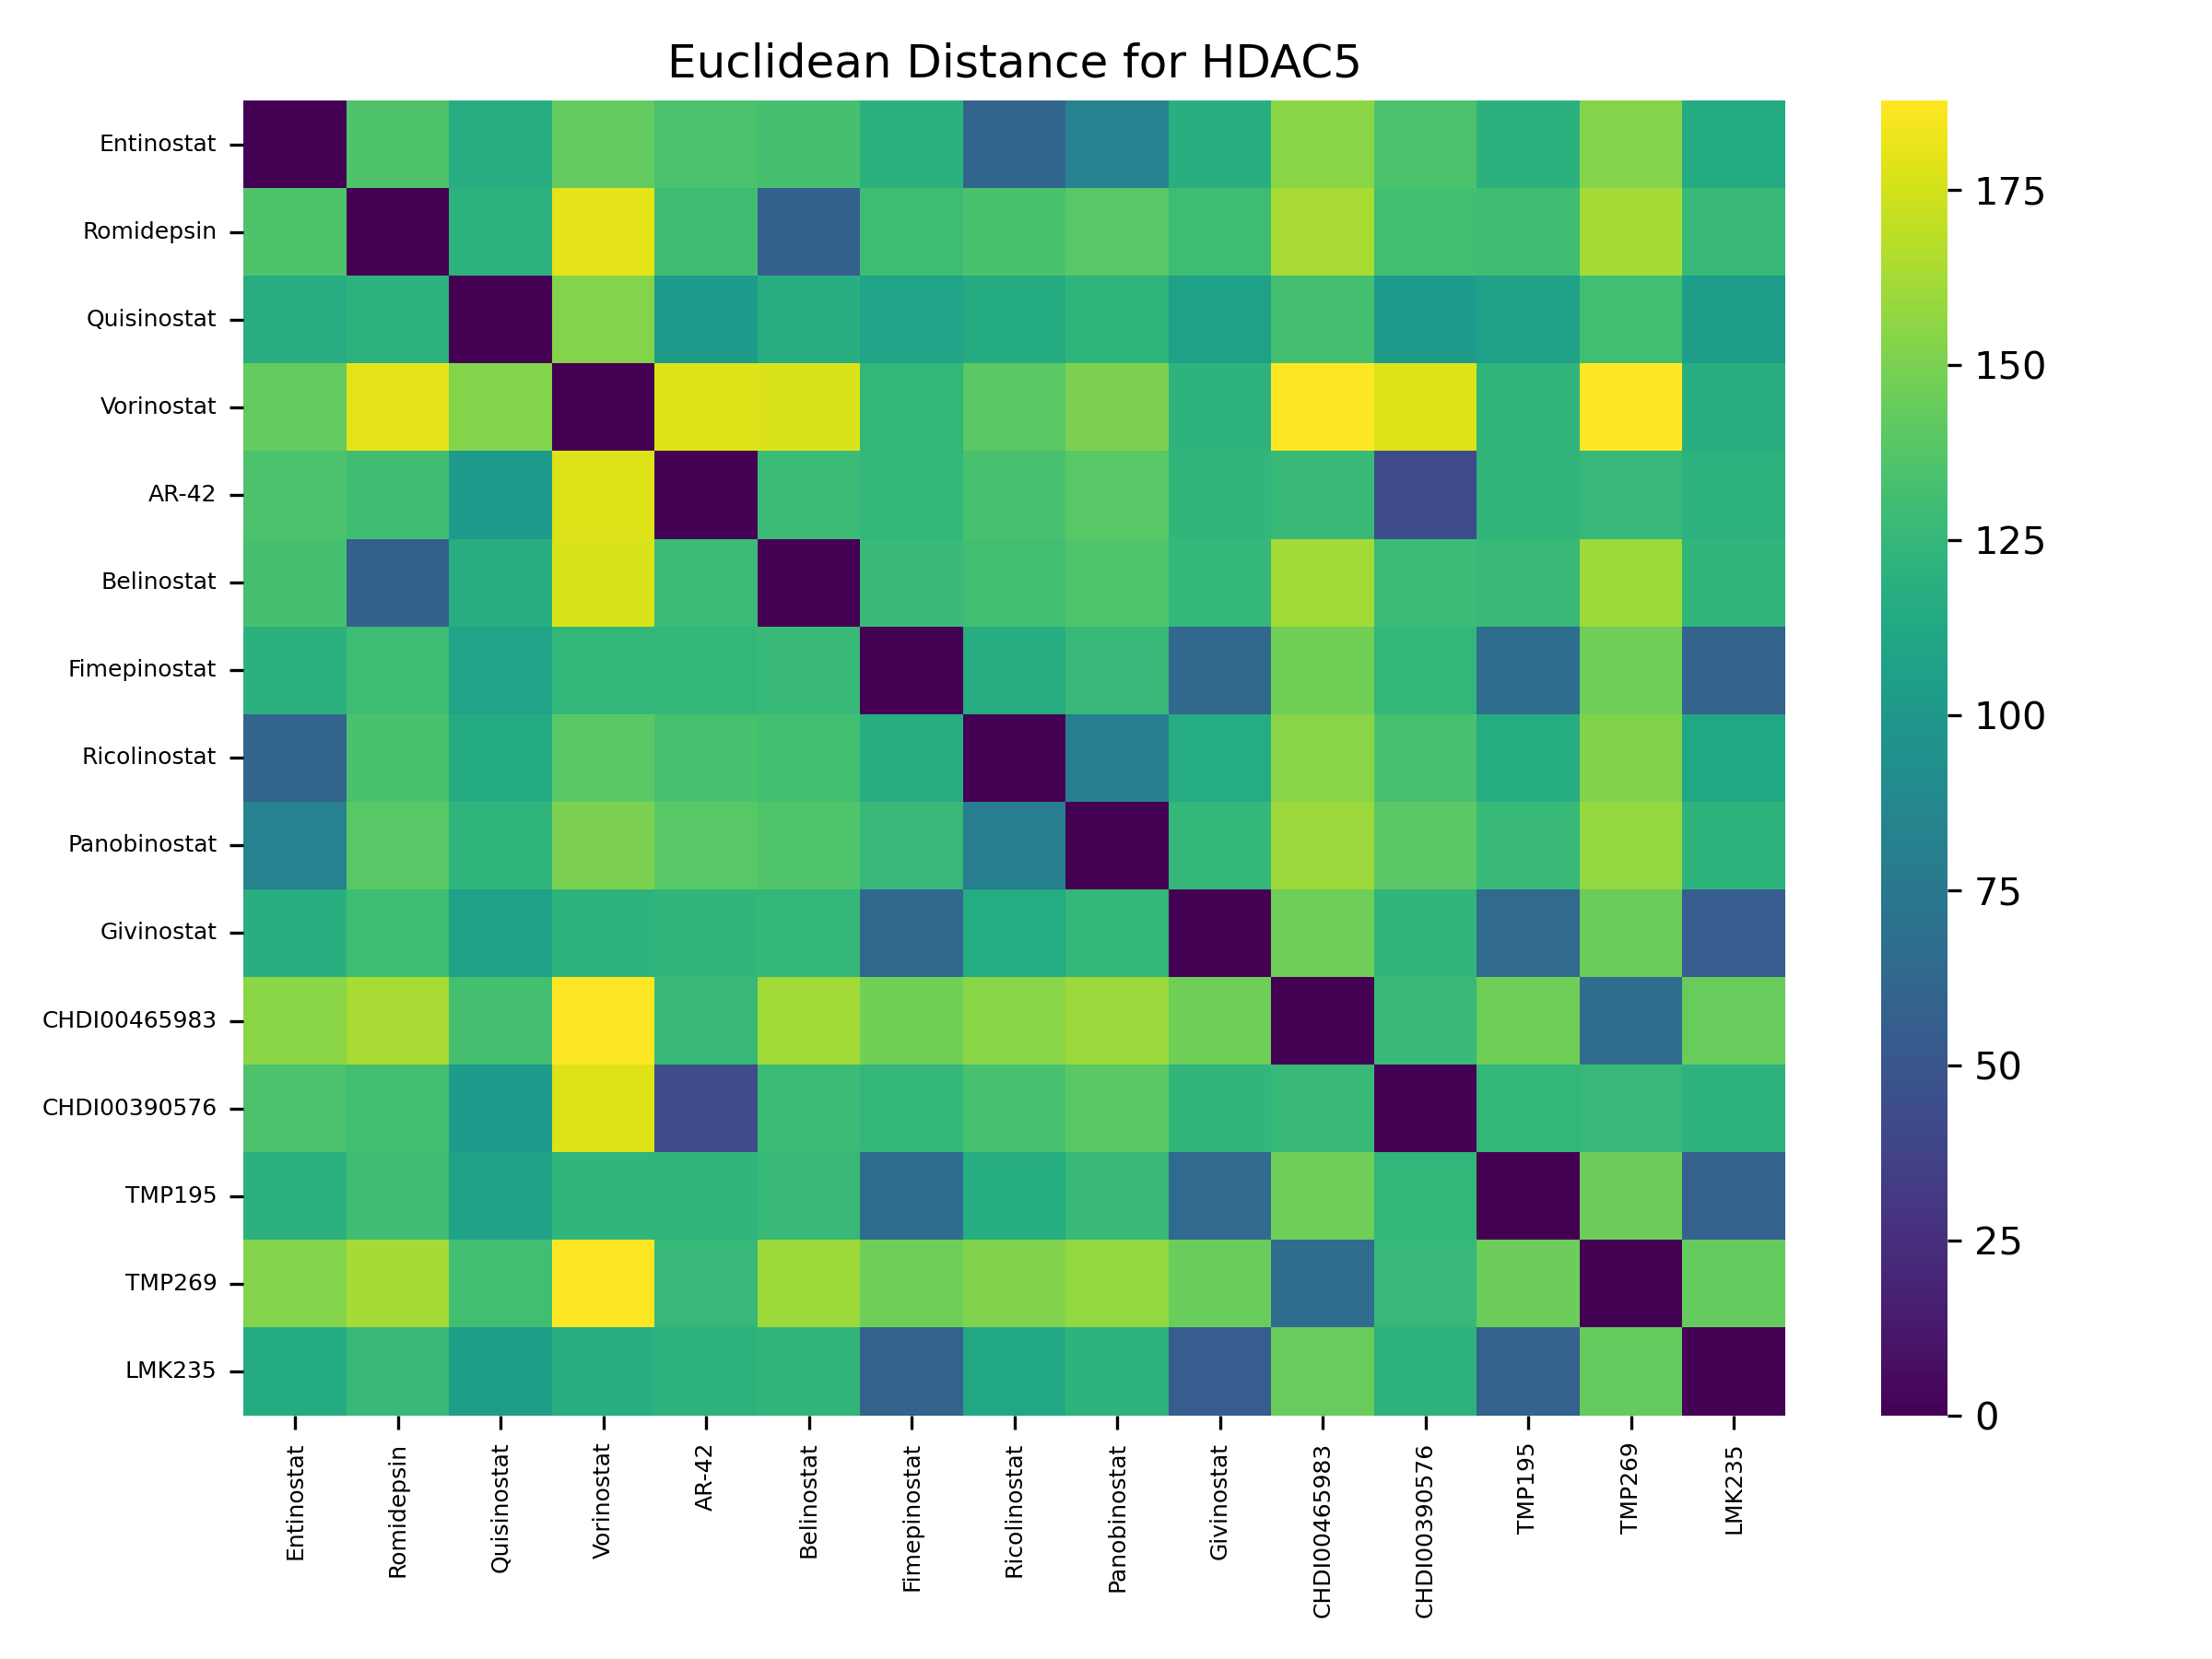 Euclidean Distance for HDAC5
Entinostat
Romidepsin
Quisinostat
Vorinostat
AR-42
Belinostat
Fimepinostat
Ricolinostat
Panobinostat
Givinostat
CHDI00465983
CHDI00390576
TMP195
TMP269
LMK235
175
150
125
100
75
50
25
0
Entinostat
Romidepsin
Quisinostat
Vorinostat
AR-42
Belinostat
Fimepinostat
Ricolinostat
Panobinostat
Givinostat
CHDI00465983
CHDI00390576
TMP195
TMP269
LMK235